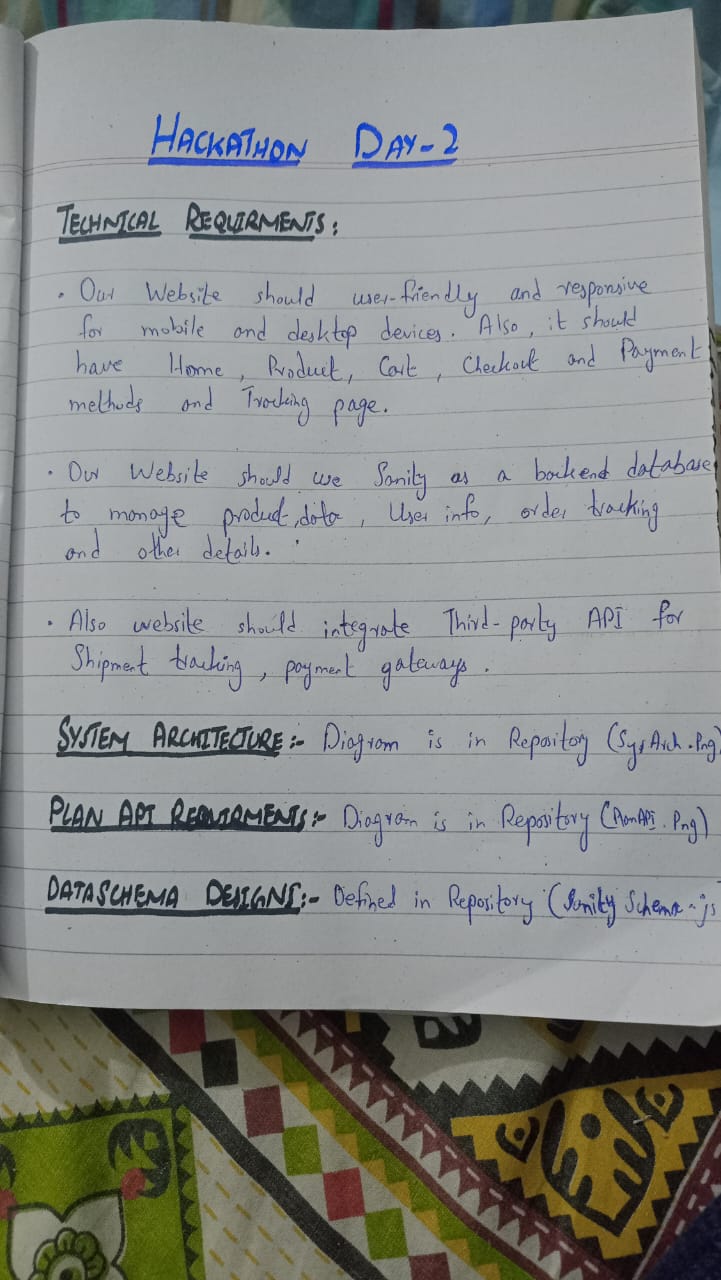 HACKATHON DAY-2
TECHNICAL REQUIRMENTS:
• Our Website should user-friendly and responsive
for mobile and desktop devices. Also, it should
have Home, Product, Cart, Checkout and Payment
methods and Tracking page.
• Our Website should use Sanity as a backend database
to manage product data, User info, order tracking
and other details.
• Also website should integrate Third-party API for
Shipment tracking, payment gateways.
SYSTEM ARCHITECTURE:- Diagram is in Repository (SysArch.Png)
PLAN API REQUIRMENTS:- Diagram is in Repository (PlanAPI.Png)
DATASCHEMA DESIGNS:- Defined in Repository (Sanity Schema-js